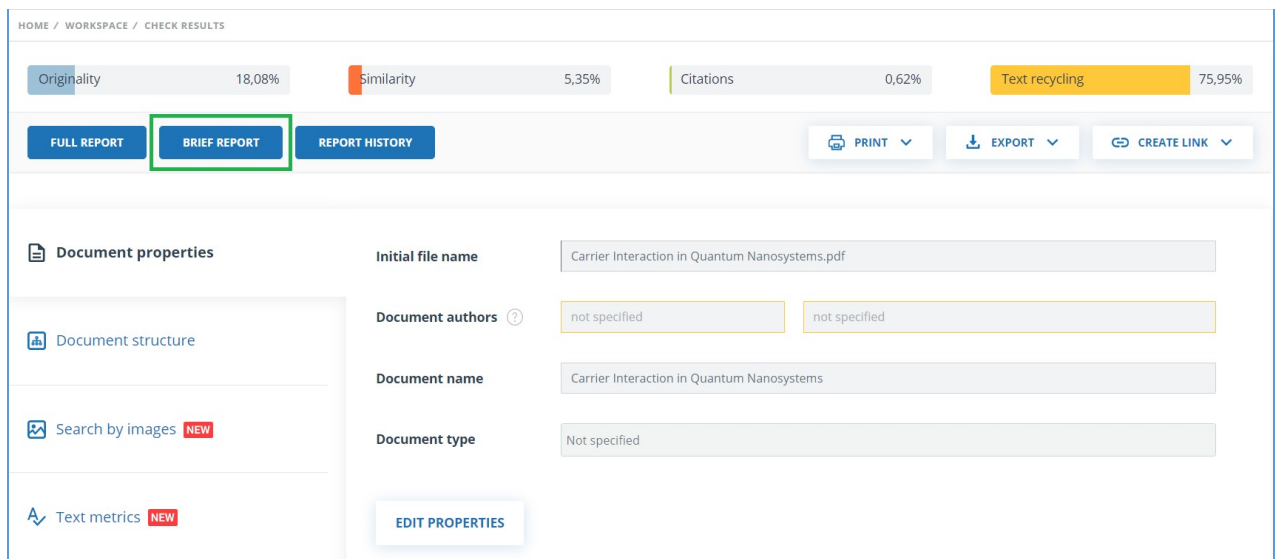 HOME / WORKSPACE / CHECK RESULTS
Originality 18,08% Similarity 5,35% Citations 0,62% Text recycling 75,95%
FULL REPORT BRIEF REPORT REPORT HISTORY PRINT EXPORT CREATE LINK
Document properties
Initial file name Carrier Interaction in Quantum Nanosystems.pdf
Document authors ? not specified not specified
Document structure
Document name Carrier Interaction in Quantum Nanosystems
Search by images NEW
Document type Not specified
Text metrics NEW
EDIT PROPERTIES